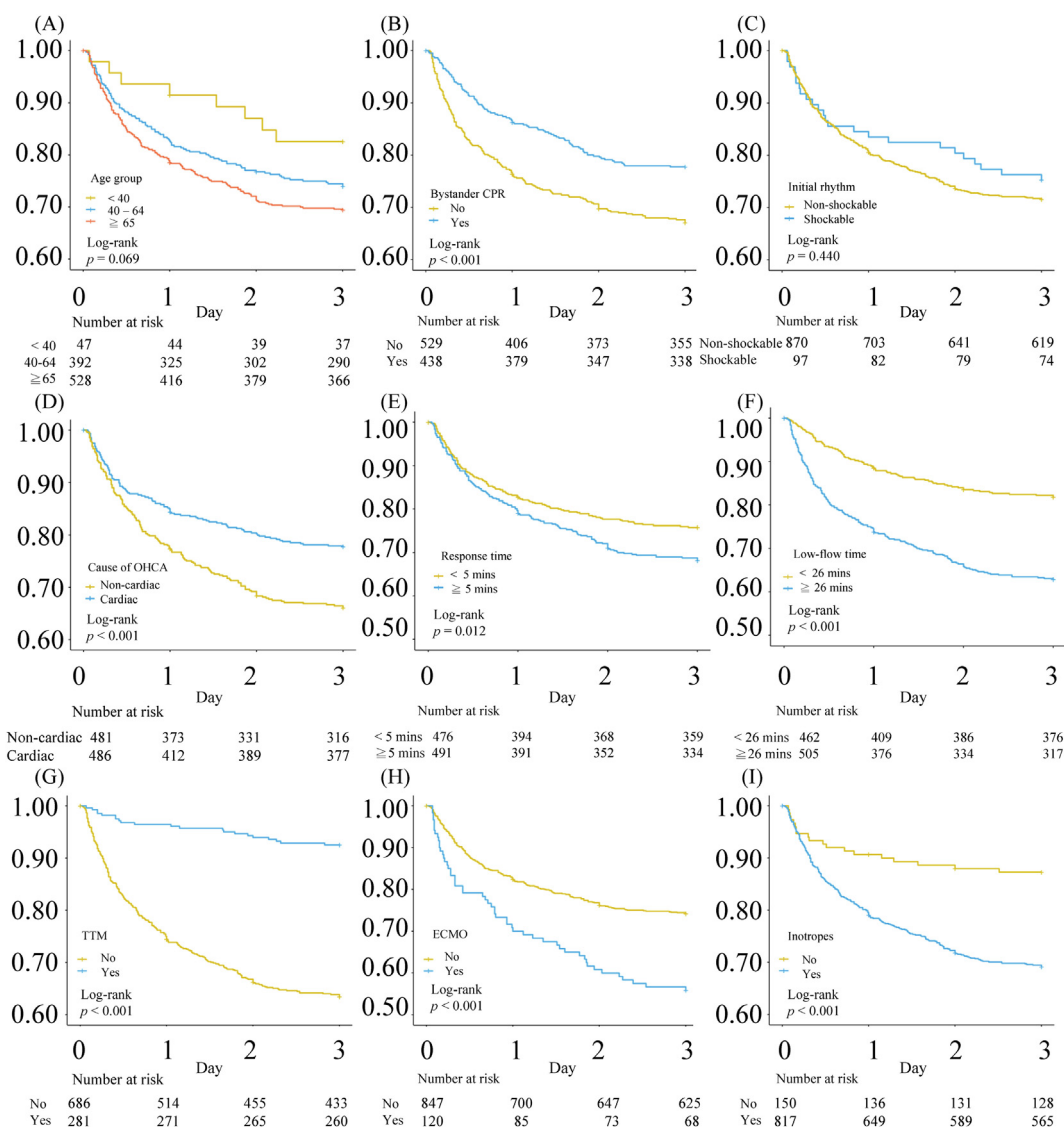 (A)
1.00
0.90
0.80
0.70
0.60
Age group
< 40
40 – 64
≧ 65
Log-rank
p = 0.069
0 1 2 3
Day
Number at risk
< 40 47 44 39 37
40-64 392 325 302 290
≧65 528 416 379 366
(B)
1.00
0.90
0.80
0.70
0.60
Bystander CPR
No
Yes
Log-rank
p < 0.001
0 1 2 3
Day
Number at risk
No 529 406 373 355
Yes 438 379 347 338
(C)
1.00
0.90
0.80
0.70
0.60
Initial rhythm
Non-shockable
Shockable
Log-rank
p = 0.440
0 1 2 3
Day
Number at risk
Non-shockable 870 703 641 619
Shockable 97 82 79 74
(D)
1.00
0.90
0.80
0.70
0.60
Cause of OHCA
Non-cardiac
Cardiac
Log-rank
p < 0.001
0 1 2 3
Day
Number at risk
Non-cardiac 481 373 331 316
Cardiac 486 412 389 377
(E)
1.00
0.90
0.80
0.70
0.60
0.50
Response time
< 5 mins
≧ 5 mins
Log-rank
p = 0.012
0 1 2 3
Day
Number at risk
< 5 mins 476 394 368 359
≧5 mins 491 391 352 334
(F)
1.00
0.90
0.80
0.70
0.60
0.50
Low-flow time
< 26 mins
≧ 26 mins
Log-rank
p < 0.001
0 1 2 3
Day
Number at risk
< 26 mins 462 409 386 376
≧26 mins 505 376 334 317
(G)
1.00
0.90
0.80
0.70
0.60
TTM
No
Yes
Log-rank
p < 0.001
0 1 2 3
Day
Number at risk
No 686 514 455 433
Yes 281 271 265 260
(H)
1.00
0.90
0.80
0.70
0.60
0.50
ECMO
No
Yes
Log-rank
p < 0.001
0 1 2 3
Day
Number at risk
No 847 700 647 625
Yes 120 85 73 68
(I)
1.00
0.90
0.80
0.70
0.60
Inotropes
No
Yes
Log-rank
p < 0.001
0 1 2 3
Day
Number at risk
No 150 136 131 128
Yes 817 649 589 565